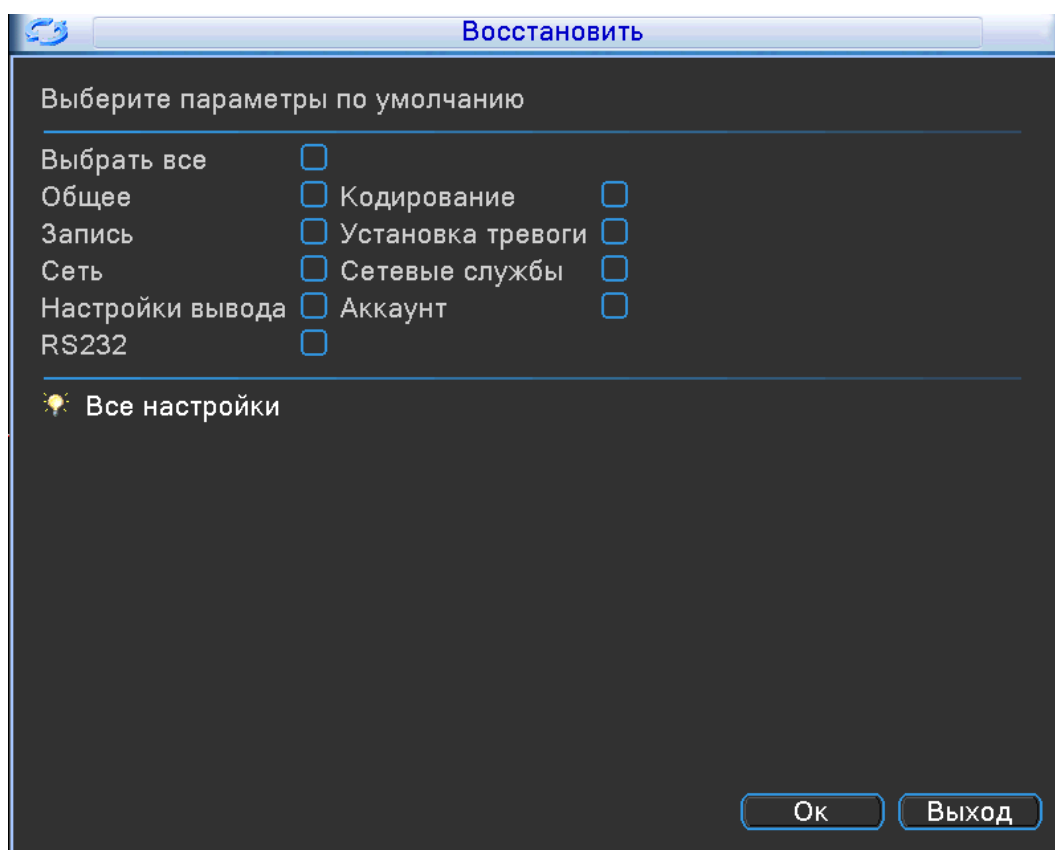 Восстановить
Выберите параметры по умолчанию
Выбрать все
Общее Кодирование
Запись Установка тревоги
Сеть Сетевые службы
Настройки вывода Аккаунт
RS232
Все настройки
Ок Выход